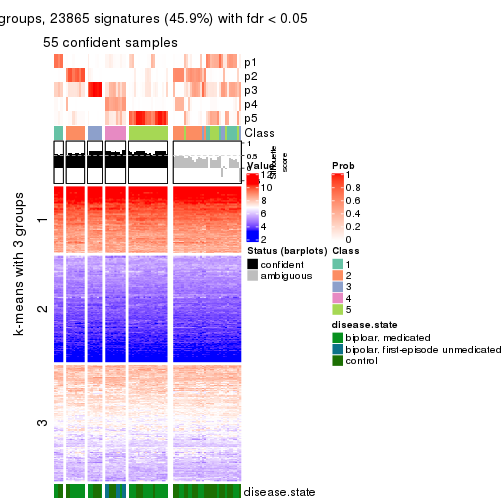 groups, 23865 signatures (45.9%) with fdr < 0.05
55 confident samples
p1
p2
p3
p4
p5
Class
1
0.5
0
Silhouette
score
k-means with 3 groups
1
2
3
disease.state
Value
12
10
8
6
4
2
Prob
1
0.8
0.6
0.4
0.2
0
Status (barplots)
confident
ambiguous
Class
1
2
3
4
5
disease.state
biploar. medicated
bipolar. first-episode unmedicated
control